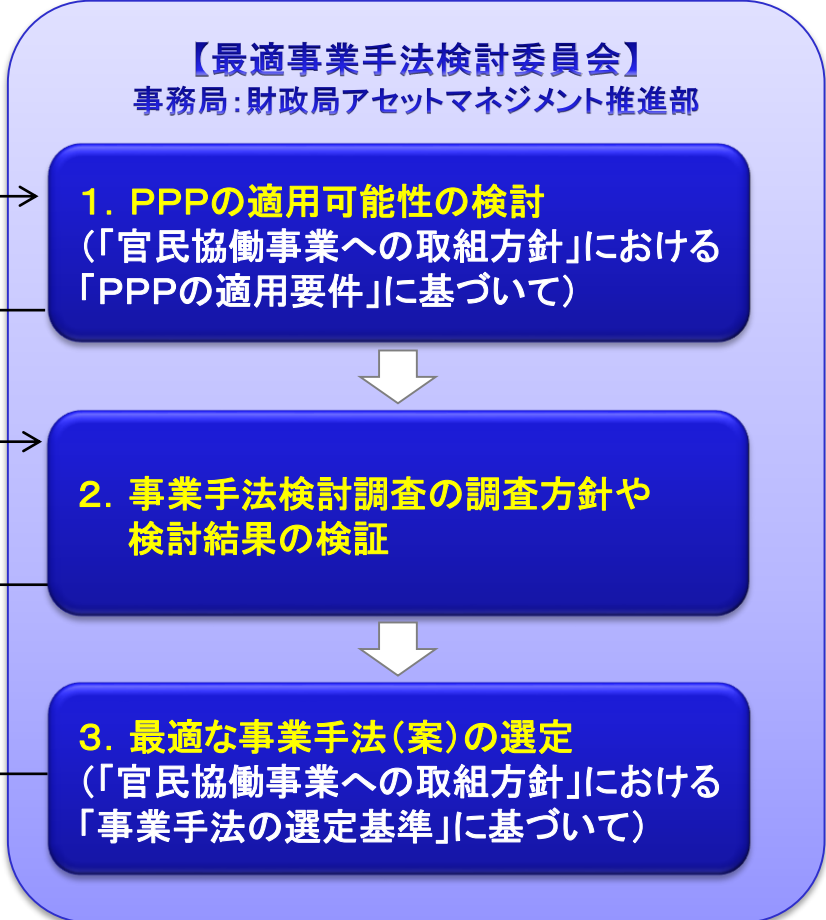 【最適事業手法検討委員会】
事務局:財政局アセットマネジメント推進部
1. PPPの適用可能性の検討
(「官民協働事業への取組方針」における
「PPPの適用要件」に基づいて)
2. 事業手法検討調査の調査方針や
検討結果の検証
3. 最適な事業手法(案)の選定
(「官民協働事業への取組方針」における
「事業手法の選定基準」に基づいて)